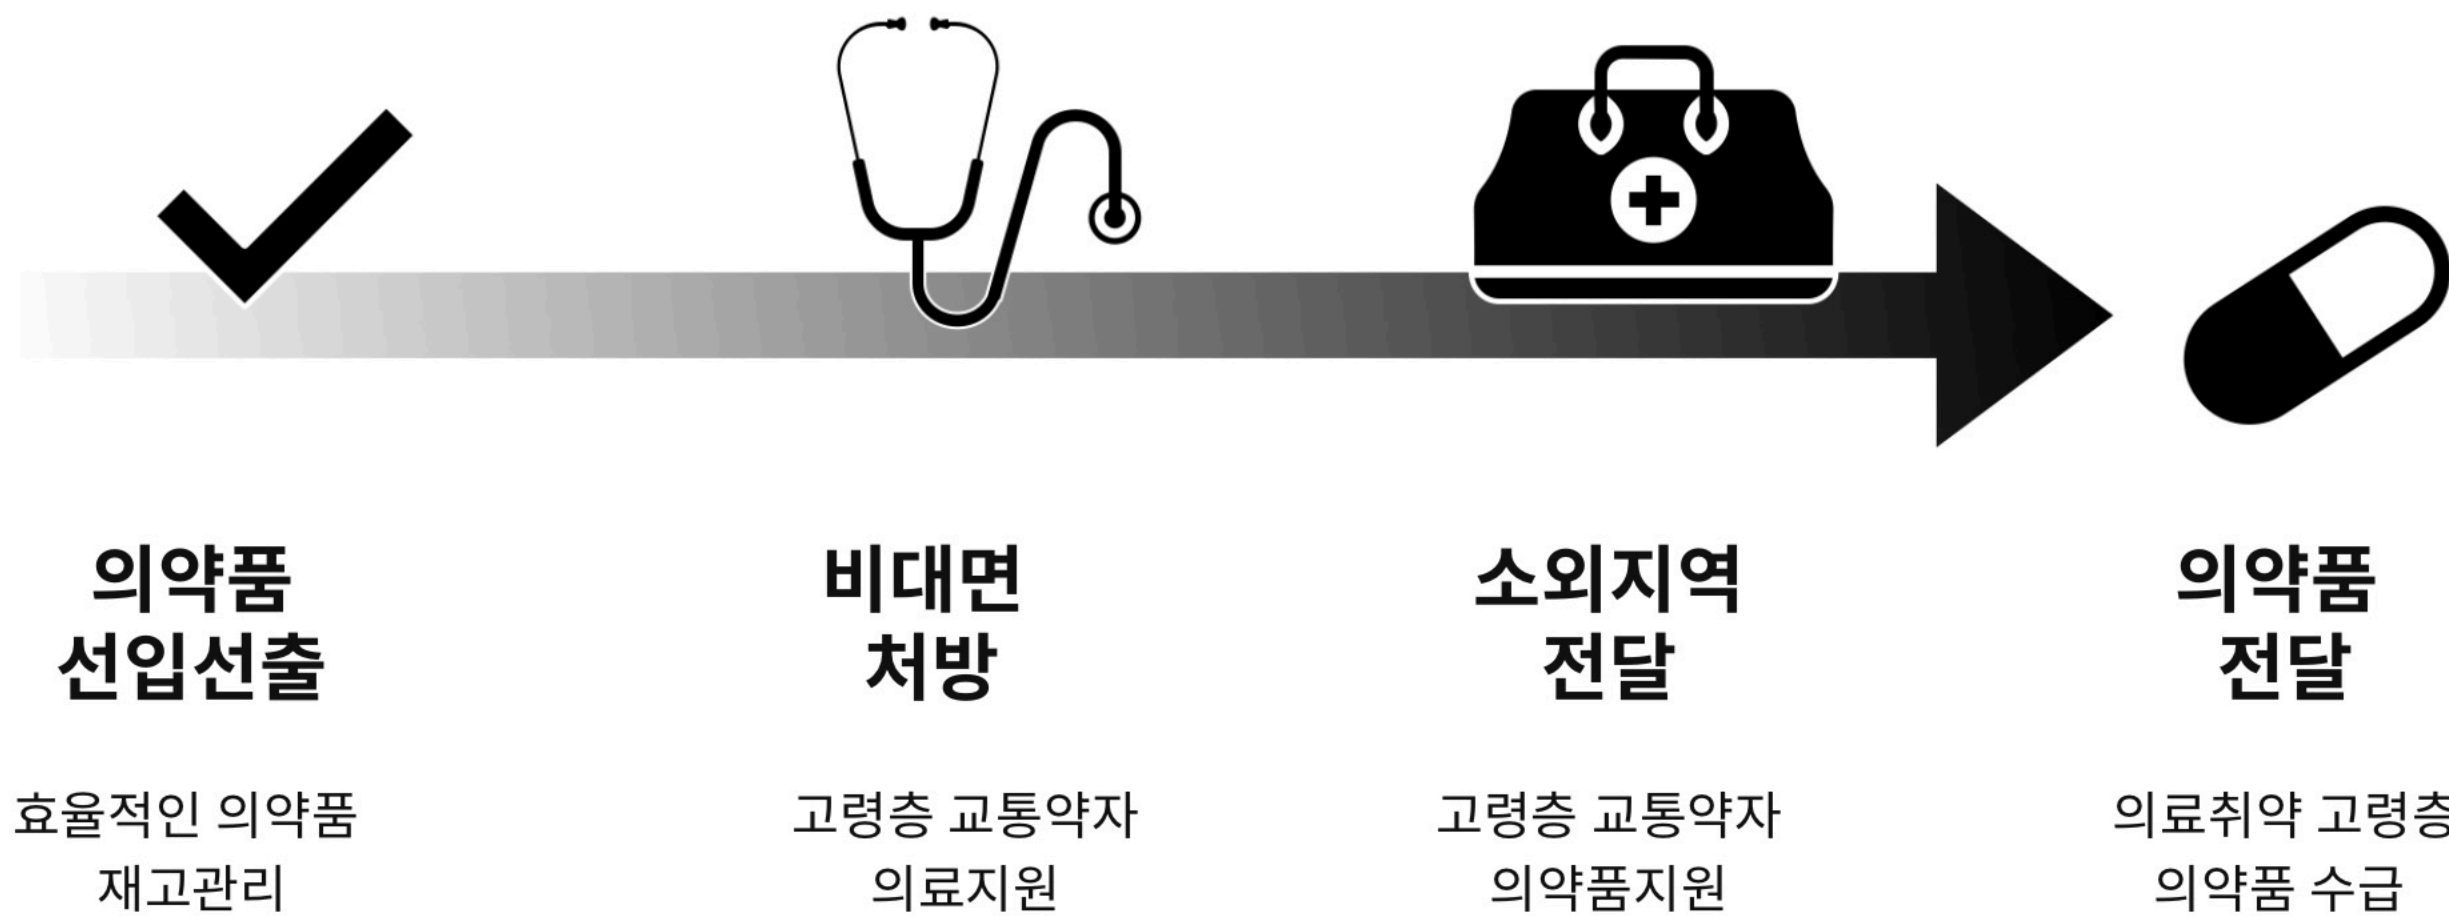 의약품
선입선출
효율적인 의약품
재고관리
비대면
처방
고령층 교통약자
의료지원
소외지역
전달
고령층 교통약자
의약품지원
의약품
전달
의료취약 고령층
의약품 수급